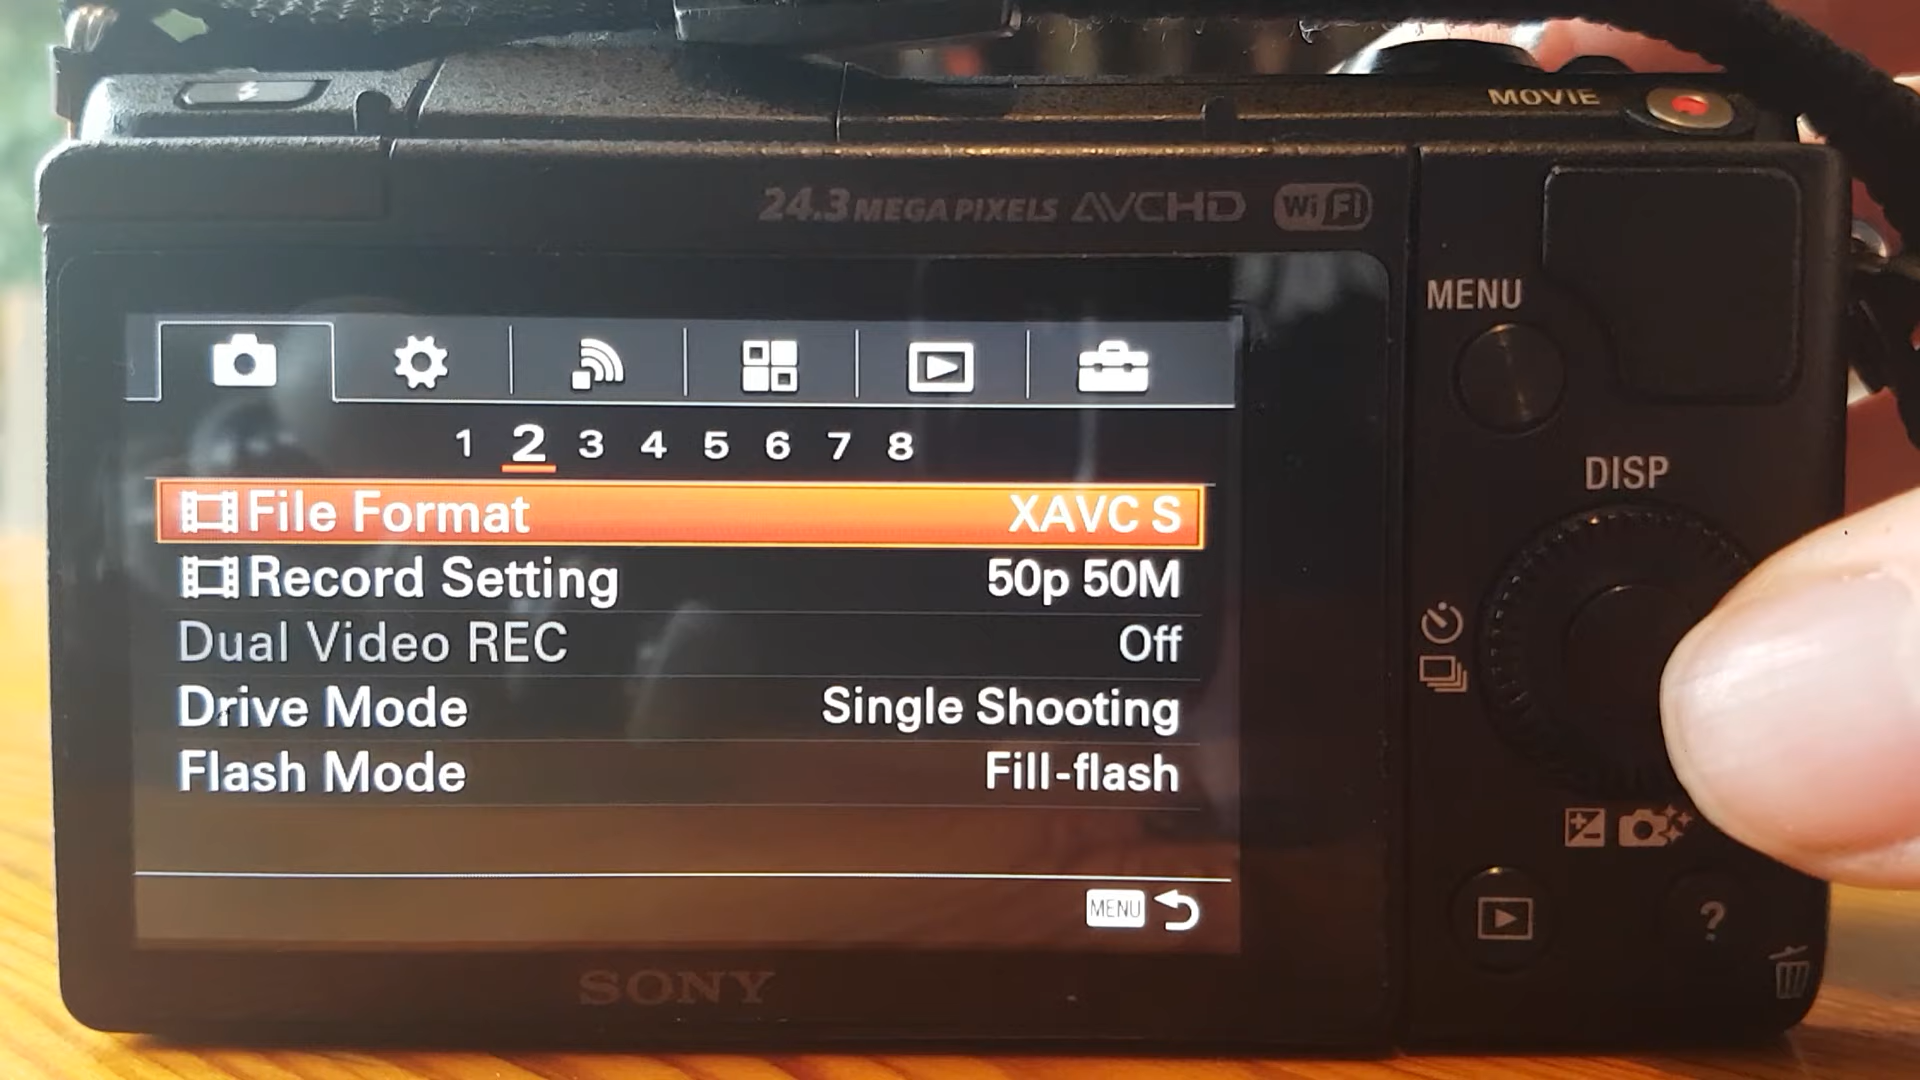 MOVIE
24.3 MEGA PIXELS AVCHD Wi Fi
MENU
DISP
1 2 3 4 5 6 7 8
File Format XAVC S
Record Setting 50p 50M
Dual Video REC Off
Drive Mode Single Shooting
Flash Mode Fill-flash
MENU
?
SONY